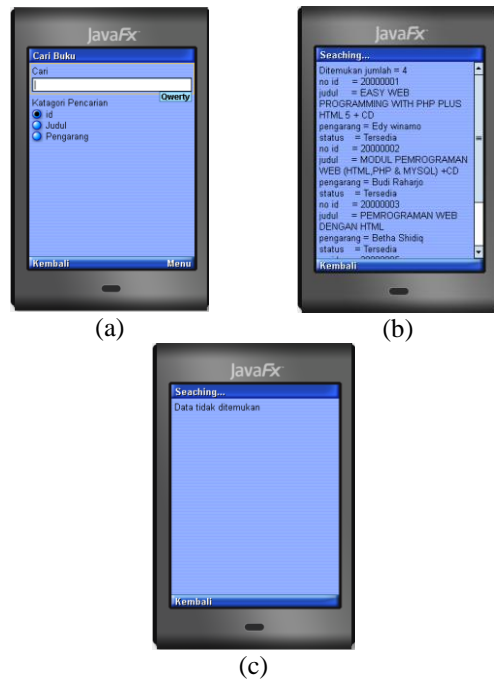 JavaFx
Cari Buku
Cari
Qwerty
Katagori Pencarian
id
Judul
Pengarang
Kembali Menu
(a)
JavaFx
Seaching...
Ditemukan jumlah = 4
no id = 20000001
judul = EASY WEB
PROGRAMMING WITH PHP PLUS
HTML 5 + CD
pengarang = Edy winarno
status = Tersedia
no id = 20000002
judul = MODUL PEMROGRAMAN
WEB (HTML,PHP & MYSQL) +CD
pengarang = Budi Raharjo
status = Tersedia
no id = 20000003
judul = PEMROGRAMAN WEB
DENGAN HTML
pengarang = Betha Shidiq
status = Tersedia
Kembali
(b)
JavaFx
Seaching...
Data tidak ditemukan
Kembali
(c)